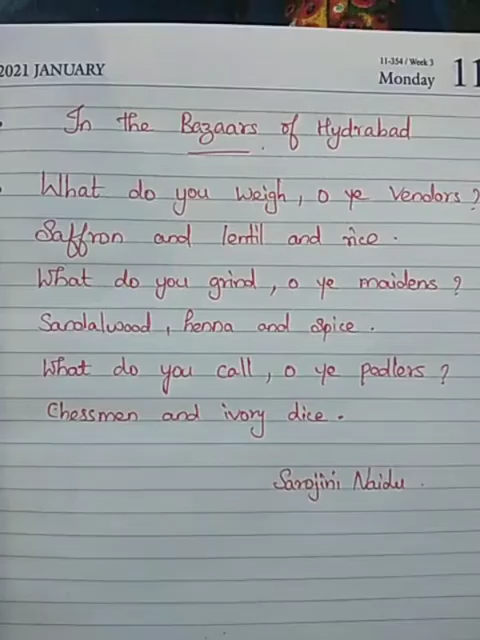 2021 JANUARY
11-354 / Week 3
Monday 11
In the Bazaars of Hydrabad
What do you weigh, o ye Vendors?
Saffron and lentil and rice.
What do you grind, o ye maidens?
Sandalwood, henna and spice.
What do you call, o ye pedlers?
Chessmen and ivory dice.
Sarojini Naidu.